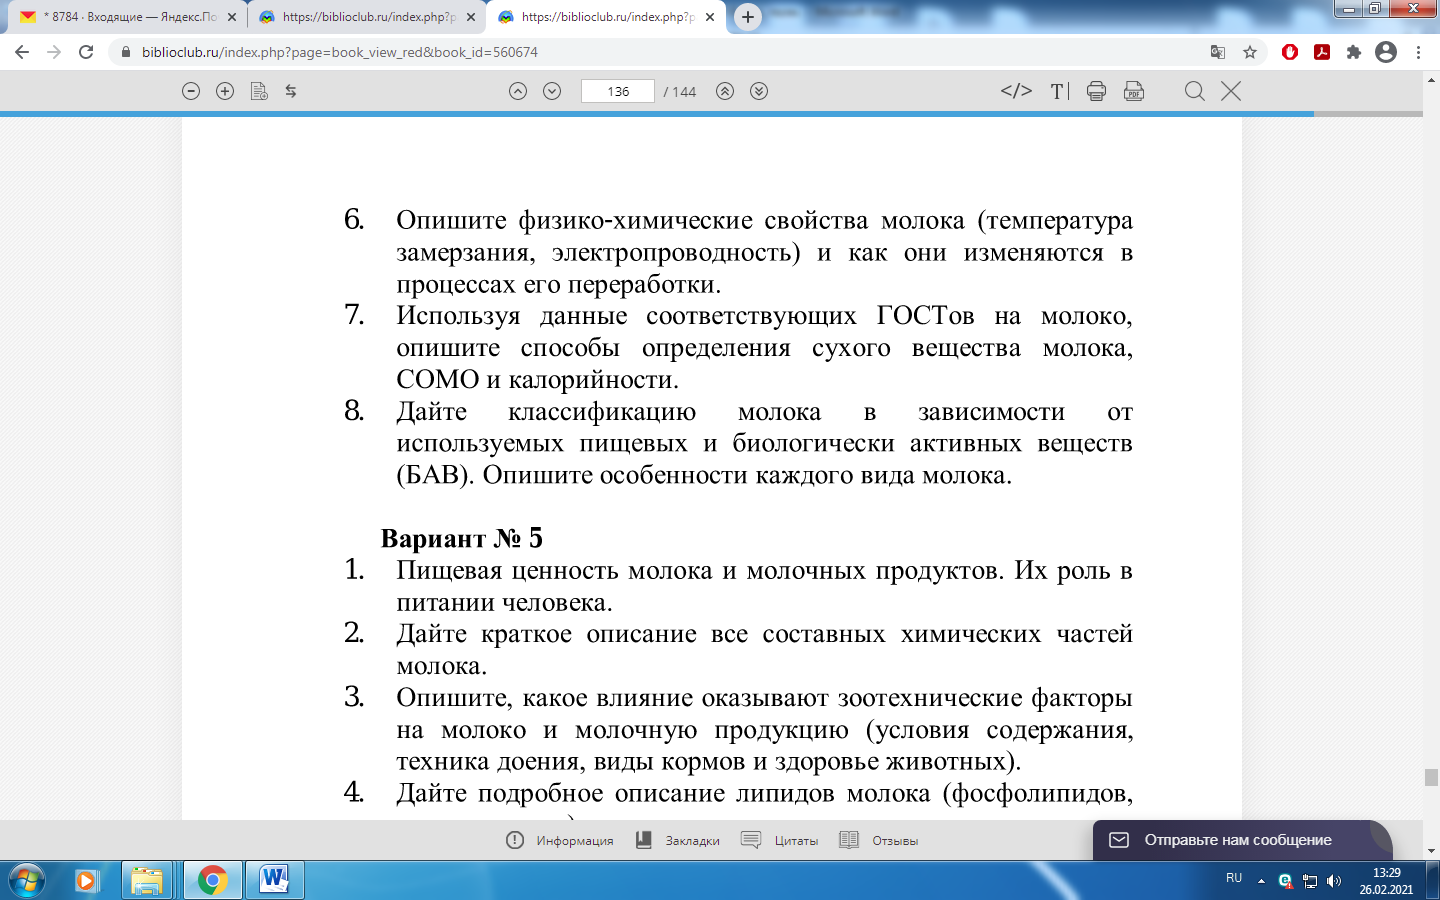 * 8784 · Входящие — Яндекс.По
https://biblioclub.ru/index.php?p
https://biblioclub.ru/index.php?p
biblioclub.ru/index.php?page=book_view_red&book_id=560674
136 / 144
</> T| PDF
6. Опишите физико-химические свойства молока (температура
замерзания, электропроводность) и как они изменяются в
процессах его переработки.
7. Используя данные соответствующих ГОСТов на молоко,
опишите способы определения сухого вещества молока,
СОМО и калорийности.
8. Дайте классификацию молока в зависимости от
используемых пищевых и биологически активных веществ
(БАВ). Опишите особенности каждого вида молока.
Вариант № 5
1. Пищевая ценность молока и молочных продуктов. Их роль в
питании человека.
2. Дайте краткое описание все составных химических частей
молока.
3. Опишите, какое влияние оказывают зоотехнические факторы
на молоко и молочную продукцию (условия содержания,
техника доения, виды кормов и здоровье животных).
4. Дайте подробное описание липидов молока (фосфолипидов,
Информация Закладки Цитаты Отзывы
Отправьте нам сообщение
RU
13:29
26.02.2021